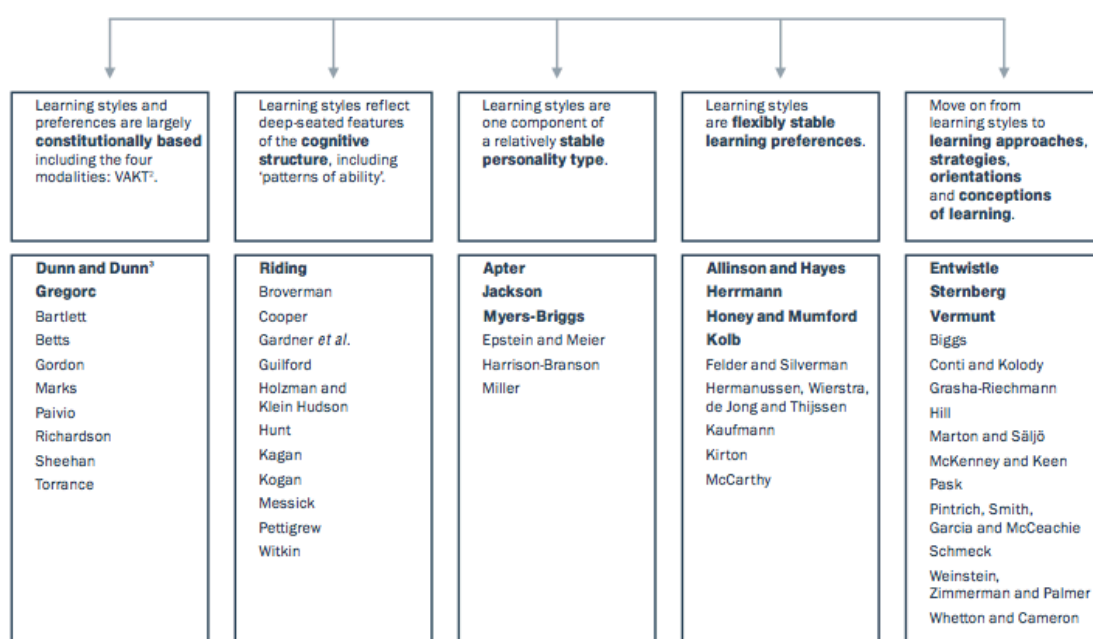 Learning styles and
preferences are largely
constitutionally based
including the four
modalities: VAKT².
Learning styles reflect
deep-seated features
of the cognitive
structure, including
‘patterns of ability’.
Learning styles are
one component of
a relatively stable
personality type.
Learning styles
are flexibly stable
learning preferences.
Move on from
learning styles to
learning approaches,
strategies,
orientations
and conceptions
of learning.
Dunn and Dunn³
Gregorc
Bartlett
Betts
Gordon
Marks
Paivio
Richardson
Sheehan
Torrance
Riding
Broverman
Cooper
Gardner et al.
Guilford
Holzman and
Klein Hudson
Hunt
Kagan
Kogan
Messick
Pettigrew
Witkin
Apter
Jackson
Myers-Briggs
Epstein and Meier
Harrison-Branson
Miller
Allinson and Hayes
Herrmann
Honey and Mumford
Kolb
Felder and Silverman
Hermanussen, Wierstra,
de Jong and Thijssen
Kaufmann
Kirton
McCarthy
Entwistle
Sternberg
Vermunt
Biggs
Conti and Kolody
Grasha-Riechmann
Hill
Marton and Säljö
McKenney and Keen
Pask
Pintrich, Smith,
Garcia and McCeachie
Schmeck
Weinstein,
Zimmerman and Palmer
Whetton and Cameron